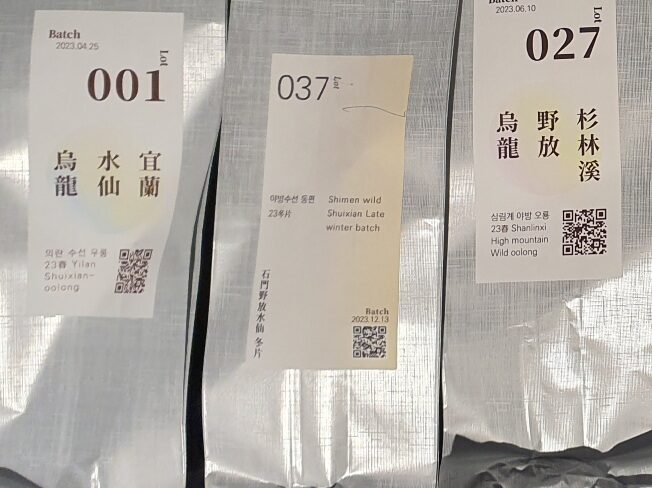 Batch
2023.04.25
Lot
001
宜蘭
水仙
烏龍
의란 수선 우롱
23春 Yilan
Shuixian-
oolong
037
Lot
야방수선 동편
23冬片
Shimen wild
Shuixian Late
winter batch
石門野放水仙 冬片
Batch
2023.12.13
Batch
2023.06.10
Lot
027
杉林溪
野放
烏龍
삼림계 야방 오룡
23春 Shanlinxi
High mountain
Wild oolong